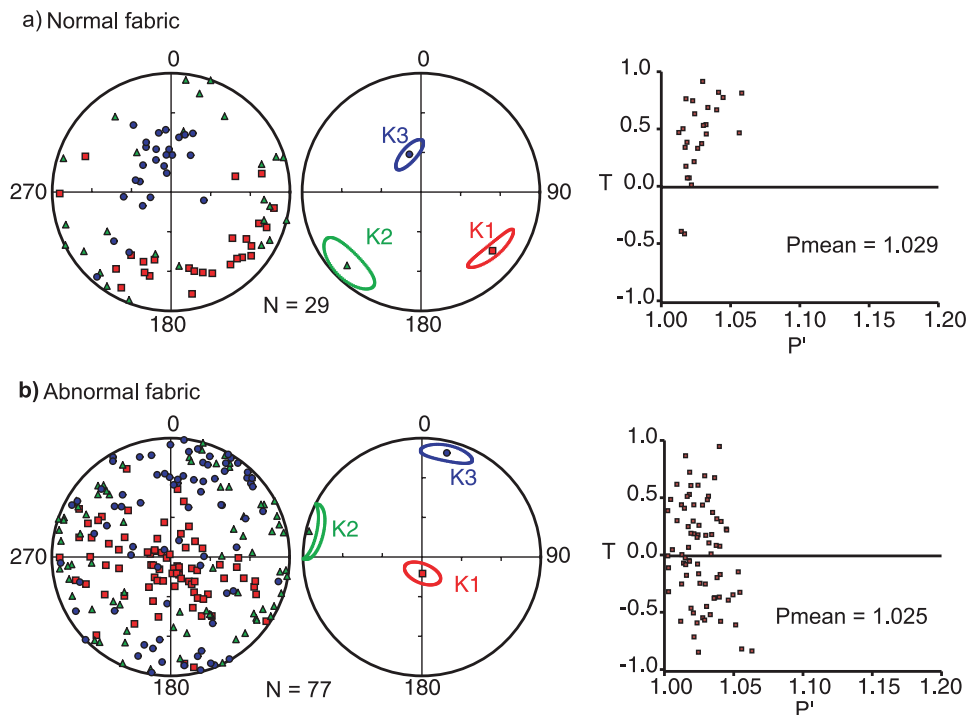 a) Normal fabric
0
0
270
90
K3
K2
K1
N = 29
180
180
1.0
0.5
T 0.0
-0.5
-1.0
Pmean = 1.029
1.00 1.05 1.10 1.15 1.20
P'
b) Abnormal fabric
0
0
270
90
K3
K2
K1
N = 77
180
180
1.0
0.5
T 0.0
-0.5
-1.0
Pmean = 1.025
1.00 1.05 1.10 1.15 1.20
P'